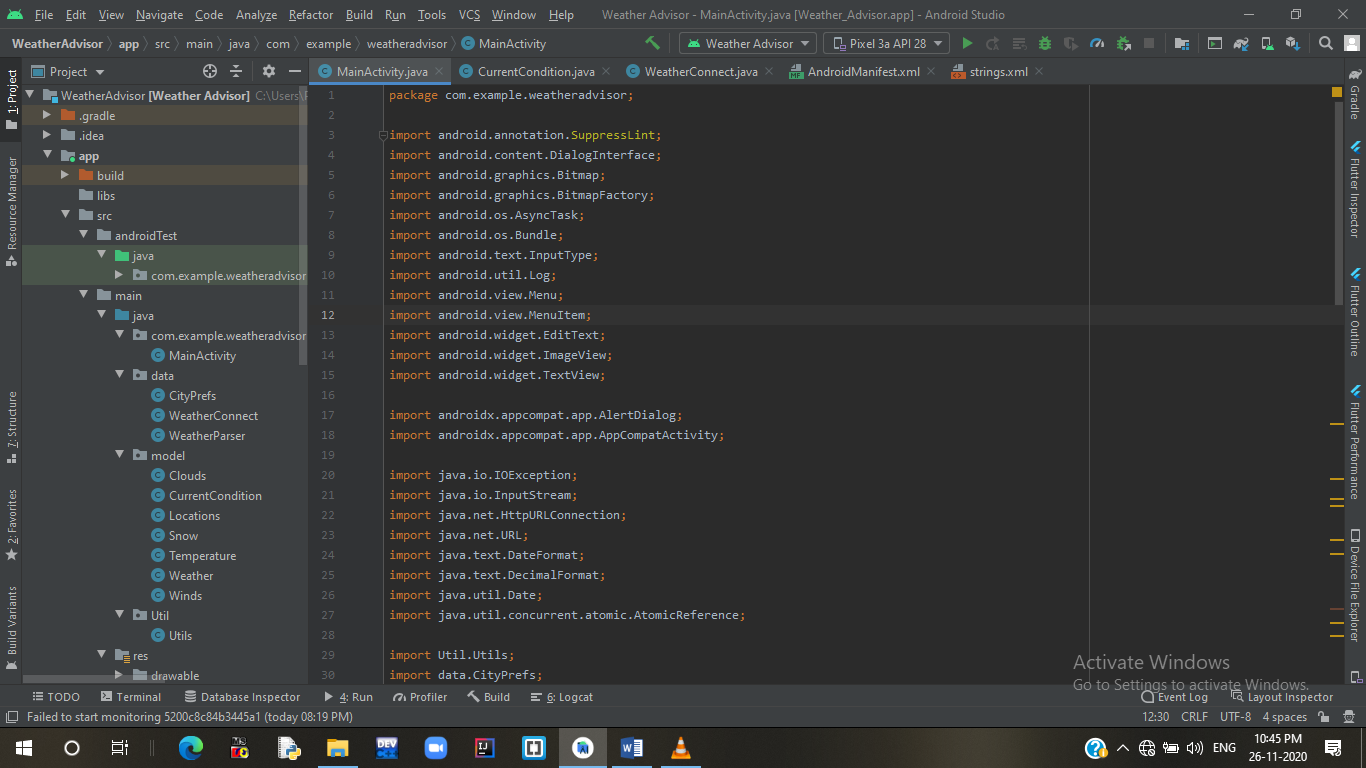 File Edit View Navigate Code Analyze Refactor Build Run Tools VCS Window Help Weather Advisor - MainActivity.java [Weather_Advisor.app] - Android Studio
WeatherAdvisor app src main java com example weatheradvisor MainActivity Weather Advisor Pixel 3a API 28
Project MainActivity.java CurrentCondition.java WeatherConnect.java AndroidManifest.xml strings.xml
1: Project
Resource Manager
7: Structure
2: Favorites
Build Variants
WeatherAdvisor [Weather Advisor] C:\Users\
.gradle
.idea
app
build
libs
src
androidTest
java
com.example.weatheradvisor
main
java
com.example.weatheradvisor
MainActivity
data
CityPrefs
WeatherConnect
WeatherParser
model
Clouds
CurrentCondition
Locations
Snow
Temperature
Weather
Winds
Util
Utils
res
drawable
1 package com.example.weatheradvisor;
2
3 import android.annotation.SuppressLint;
4 import android.content.DialogInterface;
5 import android.graphics.Bitmap;
6 import android.graphics.BitmapFactory;
7 import android.os.AsyncTask;
8 import android.os.Bundle;
9 import android.text.InputType;
10 import android.util.Log;
11 import android.view.Menu;
12 import android.view.MenuItem;
13 import android.widget.EditText;
14 import android.widget.ImageView;
15 import android.widget.TextView;
16
17 import androidx.appcompat.app.AlertDialog;
18 import androidx.appcompat.app.AppCompatActivity;
19
20 import java.io.IOException;
21 import java.io.InputStream;
22 import java.net.HttpURLConnection;
23 import java.net.URL;
24 import java.text.DateFormat;
25 import java.text.DecimalFormat;
26 import java.util.Date;
27 import java.util.concurrent.atomic.AtomicReference;
28
29 import Util.Utils;
30 import data.CityPrefs;
Gradle
Flutter Inspector
Flutter Outline
Flutter Performance
Device File Explorer
Activate Windows
Go to Settings to activate Windows.
TODO Terminal Database Inspector 4: Run Profiler Build 6: Logcat Event Log Layout Inspector
Failed to start monitoring 5200c8c84b3445a1 (today 08:19 PM) 12:30 CRLF UTF-8 4 spaces
DEV
ENG 10:45 PM
26-11-2020